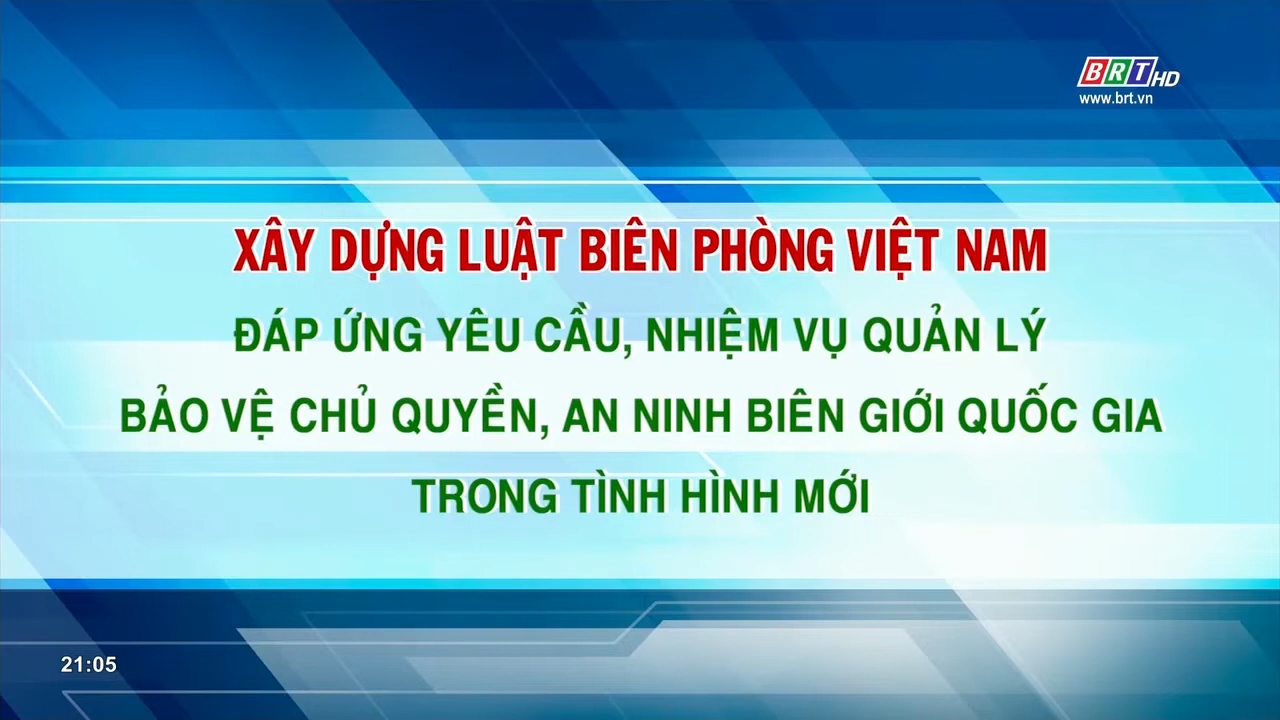 BRT HD
www.brt.vn
XÂY DỰNG LUẬT BIÊN PHÒNG VIỆT NAM
ĐÁP ỨNG YÊU CẦU, NHIỆM VỤ QUẢN LÝ
BẢO VỆ CHỦ QUYỀN, AN NINH BIÊN GIỚI QUỐC GIA
TRONG TÌNH HÌNH MỚI
21:05